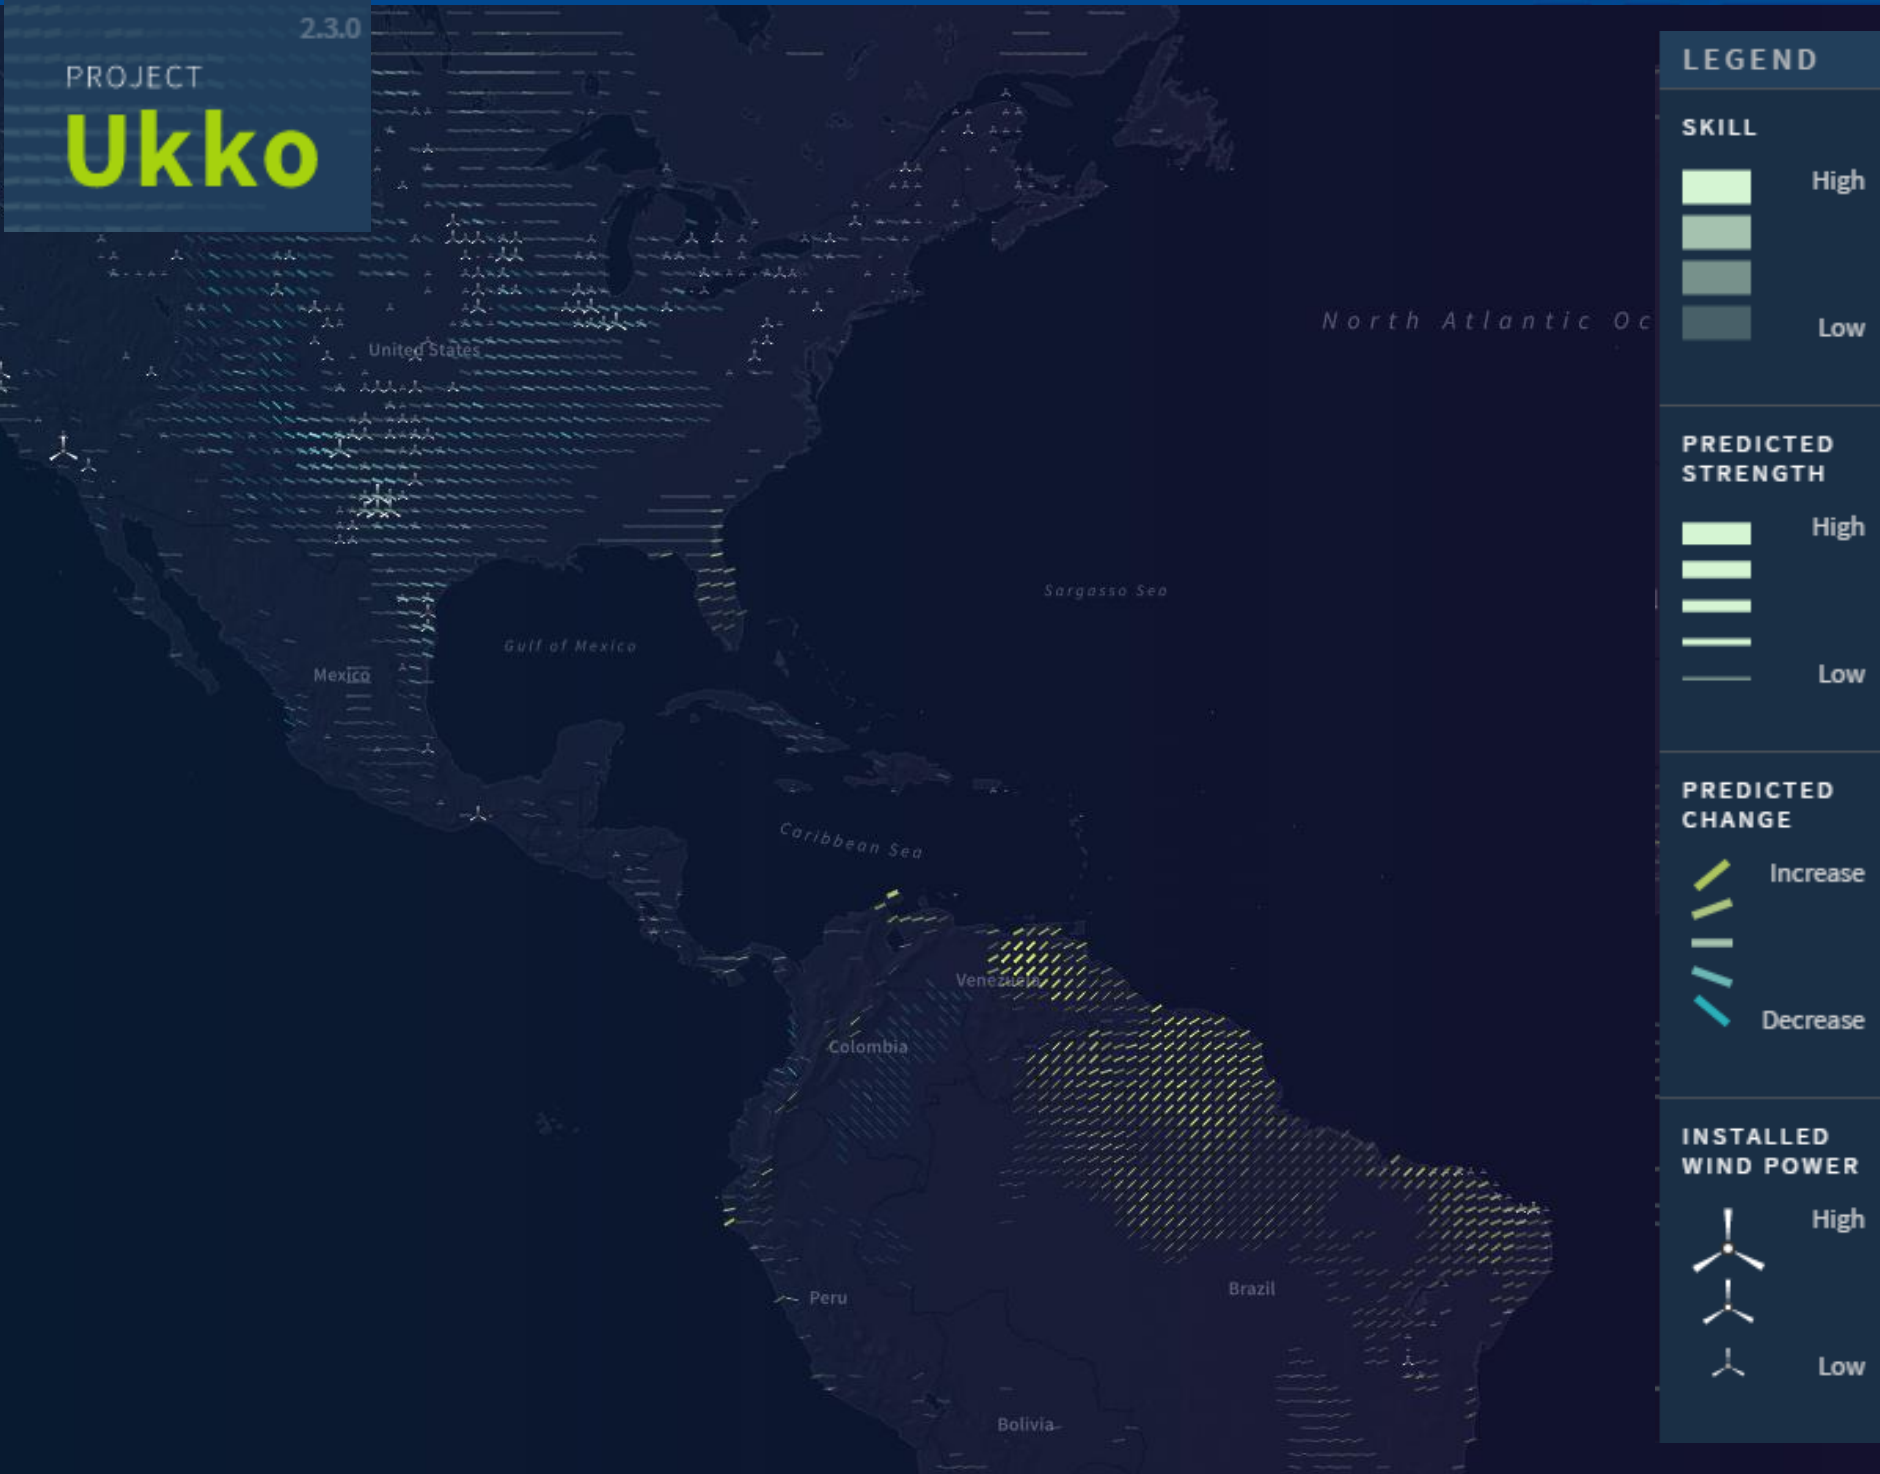 2.3.0
PROJECT
Ukko
LEGEND
SKILL
High
Low
PREDICTED
STRENGTH
High
Low
PREDICTED
CHANGE
Increase
Decrease
INSTALLED
WIND POWER
High
Low
North Atlantic Oc
United States
Sargasso Sea
Gulf of Mexico
Mexico
Caribbean Sea
Venezuela
Colombia
Brazil
Peru
Bolivia